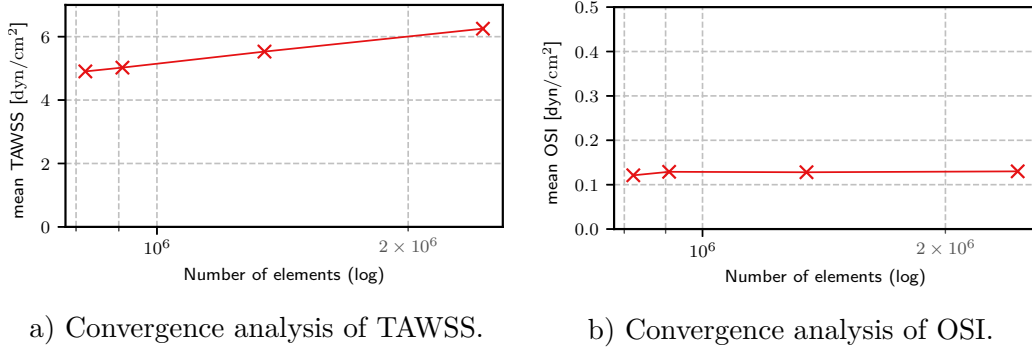 6
4
2
0
mean TAWSS [dyn/cm²]
10⁶
2 × 10⁶
Number of elements (log)
a) Convergence analysis of TAWSS.
0.5
0.4
0.3
0.2
0.1
0.0
mean OSI [dyn/cm²]
10⁶
2 × 10⁶
Number of elements (log)
b) Convergence analysis of OSI.